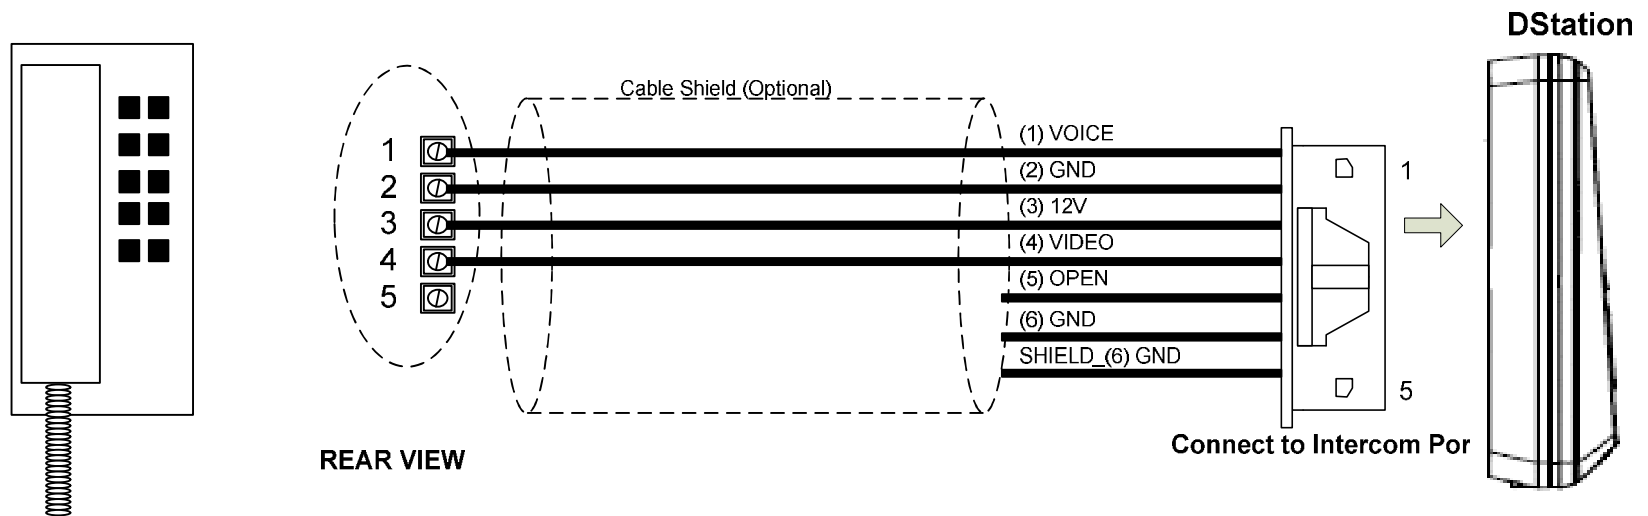 DStation
Cable Shield (Optional)
(1) VOICE
1
1
(2) GND
2
(3) 12V
3
(4) VIDEO
4
(5) OPEN
5
(6) GND
SHIELD_(6) GND
5
Connect to Intercom Por
REAR VIEW